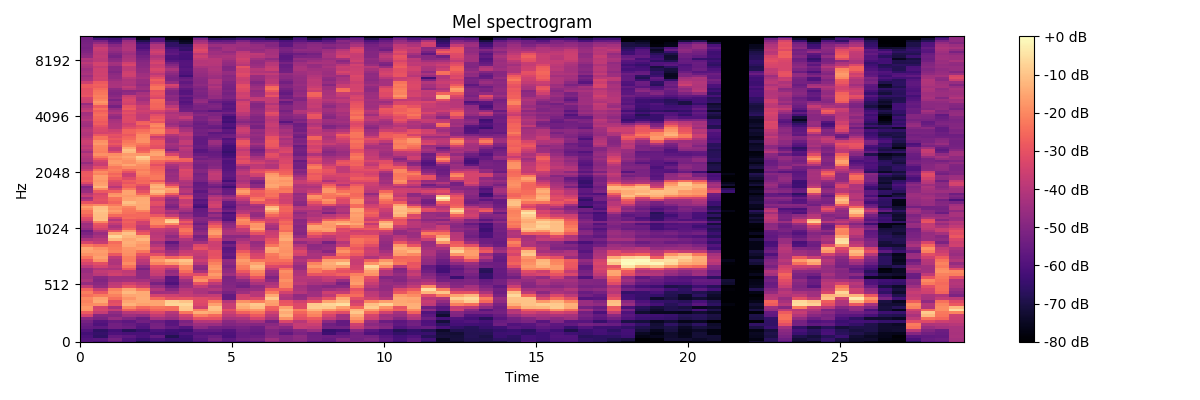 Mel spectrogram
8192
4096
2048
1024
512
0
Hz
0 5 10 15 20 25
Time
+0 dB
-10 dB
-20 dB
-30 dB
-40 dB
-50 dB
-60 dB
-70 dB
-80 dB